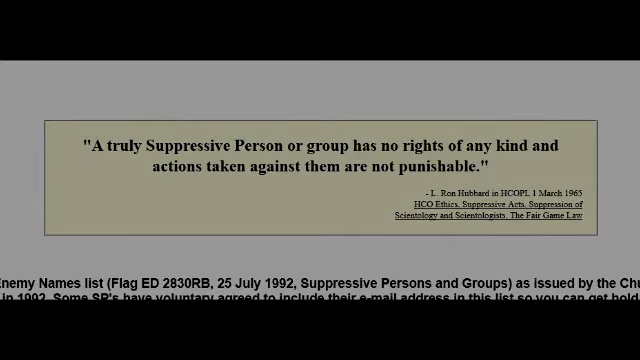 "A truly Suppressive Person or group has no rights of any kind and
actions taken against them are not punishable."
- L. Ron Hubbard in HCOPL 1 March 1965
HCO Ethics, Suppressive Acts, Suppression of
Scientology and Scientologists, The Fair Game Law
Enemy Names list (Flag ED 2830RB, 25 July 1992, Suppressive Persons and Groups) as issued by the
in 1992. Some SP's have voluntary agreed to include their e-mail address in this list so you can get hold